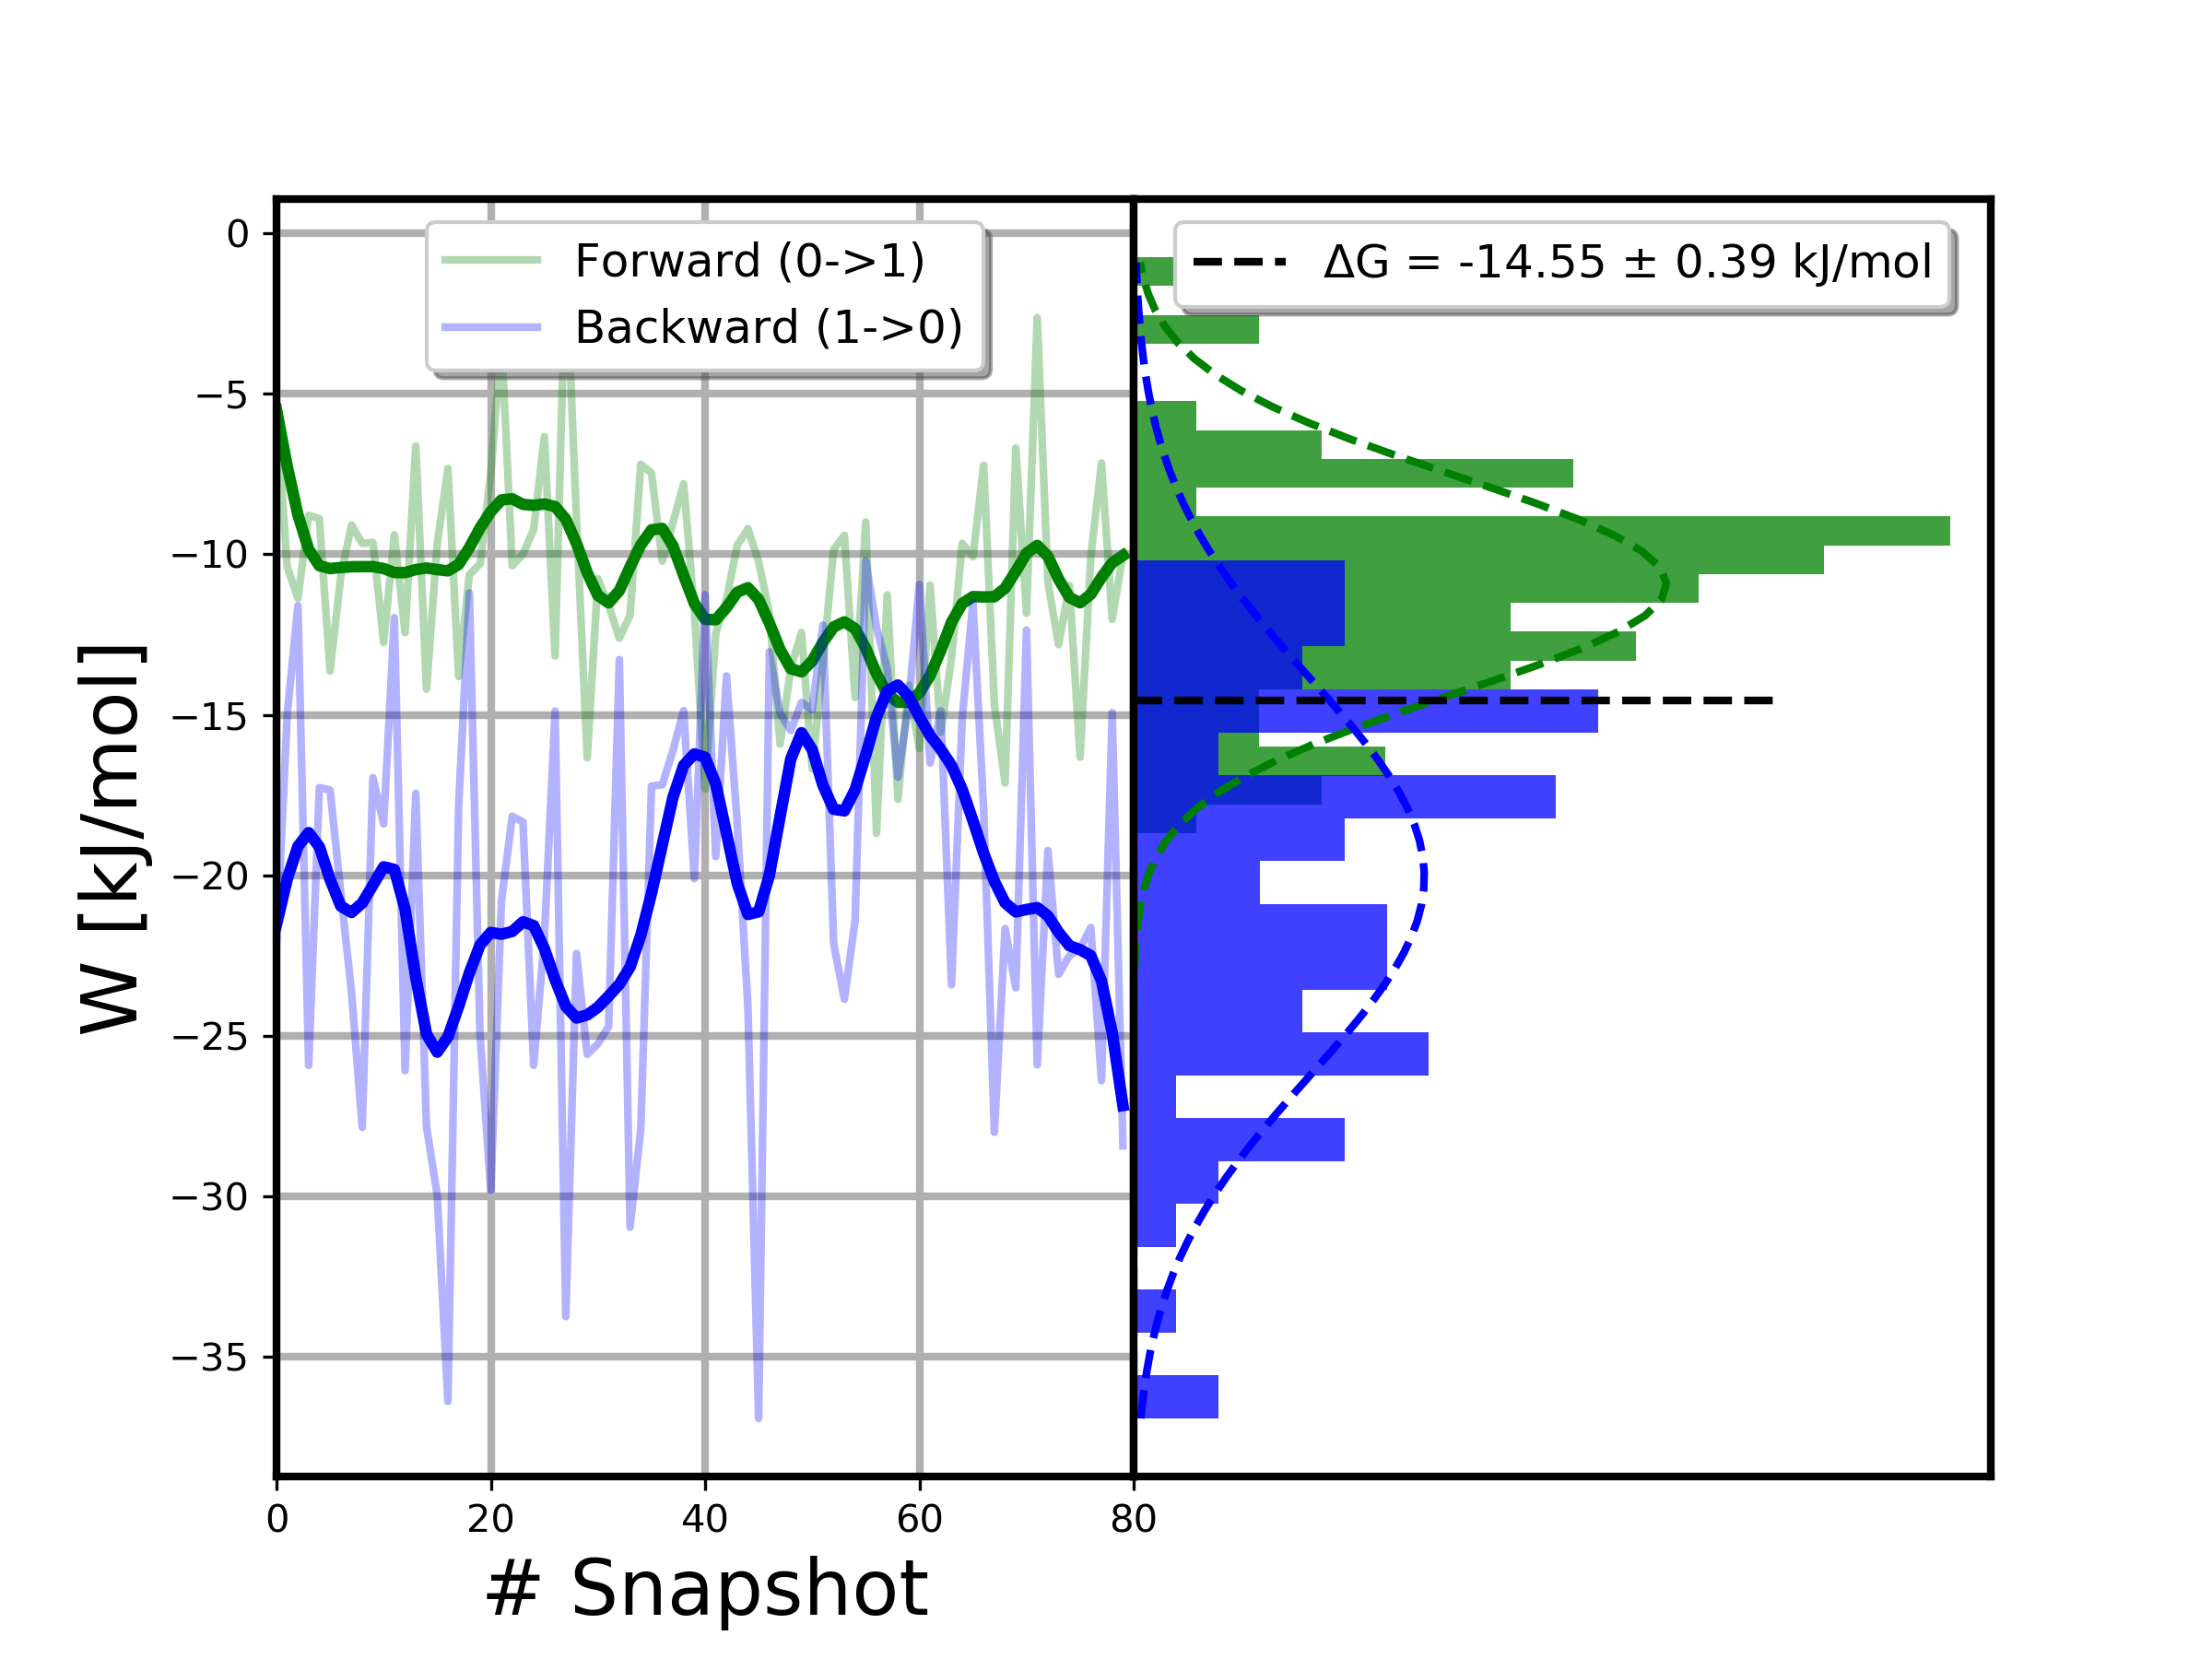 Forward (0->1)
Backward (1->0)
ΔG = -14.55 ± 0.39 kJ/mol
W [kJ/mol]
0
−5
−10
−15
−20
−25
−30
−35
0 20 40 60 80
# Snapshot